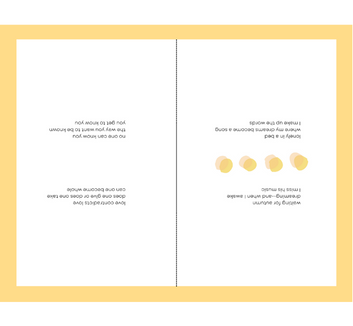 waiting for autumn
dreaming—and when i awake
i miss his music
lonely in a bed
where my dreams become a song
i make up the words
love contradicts love
does one give or does one take
can one become whole
no one can know you
the way you want to be known
you get to know you